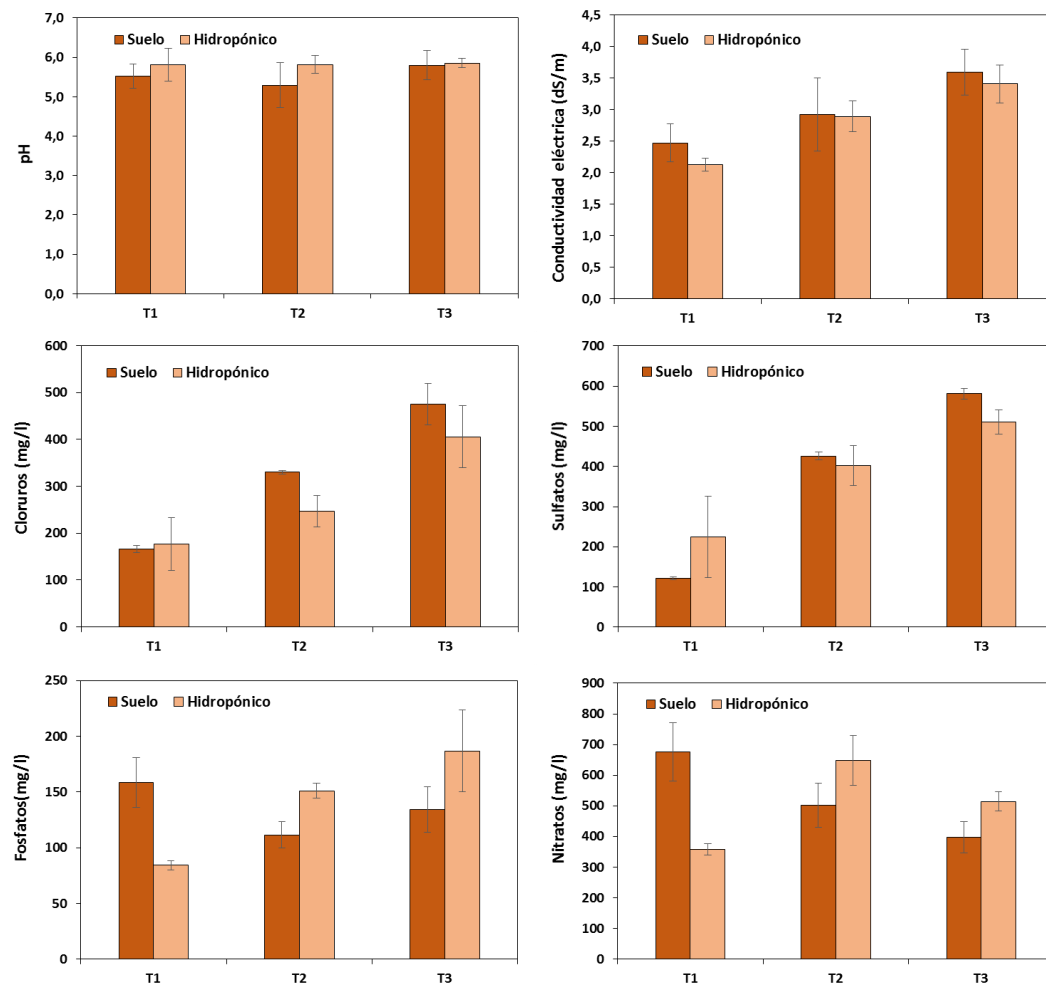 pH
7,0
6,0
5,0
4,0
3,0
2,0
1,0
0,0
Suelo Hidropónico
T1 T2 T3
Conductividad eléctrica (dS/m)
4,5
4,0
3,5
3,0
2,5
2,0
1,5
1,0
0,5
0,0
Suelo Hidropónico
T1 T2 T3
Cloruros (mg/l)
600
500
400
300
200
100
0
Suelo Hidropónico
T1 T2 T3
Sulfatos (mg/l)
700
600
500
400
300
200
100
0
Suelo Hidropónico
T1 T2 T3
Fosfatos(mg/l)
250
200
150
100
50
0
Suelo Hidropónico
T1 T2 T3
Nitratos (mg/l)
900
800
700
600
500
400
300
200
100
0
Suelo Hidropónico
T1 T2 T3